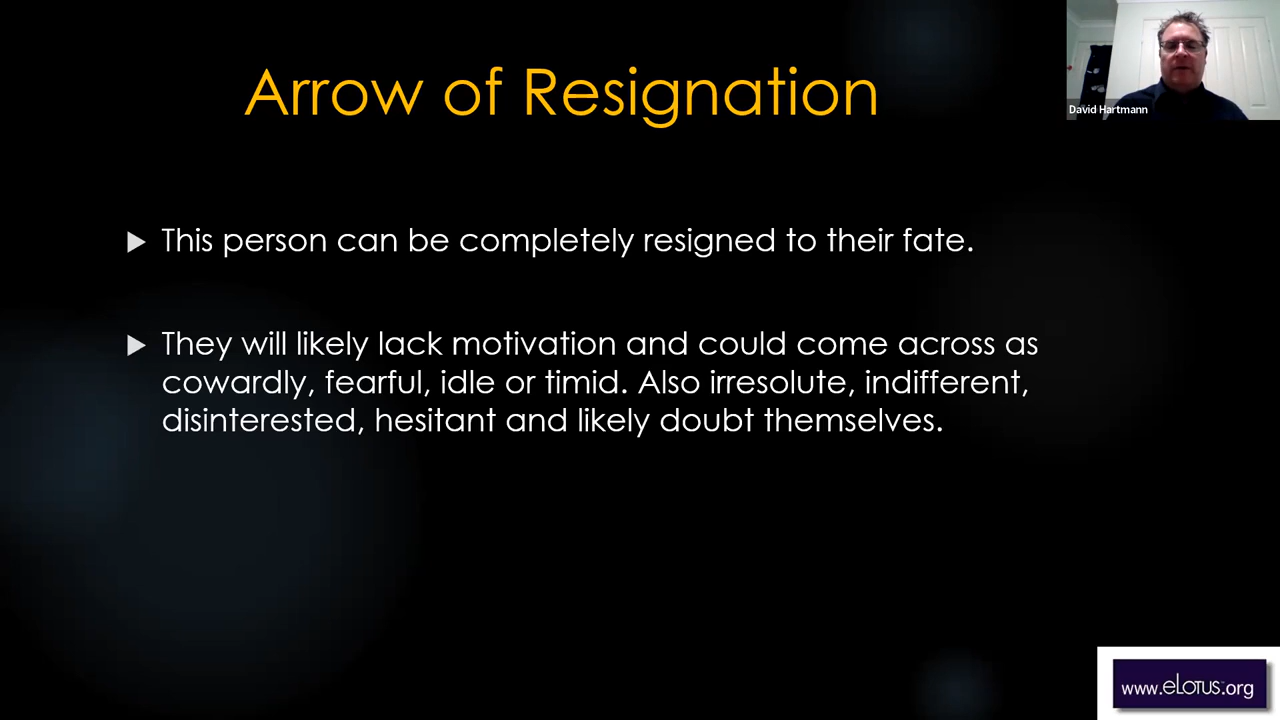 Arrow of Resignation
David Hartmann
This person can be completely resigned to their fate.
They will likely lack motivation and could come across as
cowardly, fearful, idle or timid. Also irresolute, indifferent,
disinterested, hesitant and likely doubt themselves.
www.eLotus.org